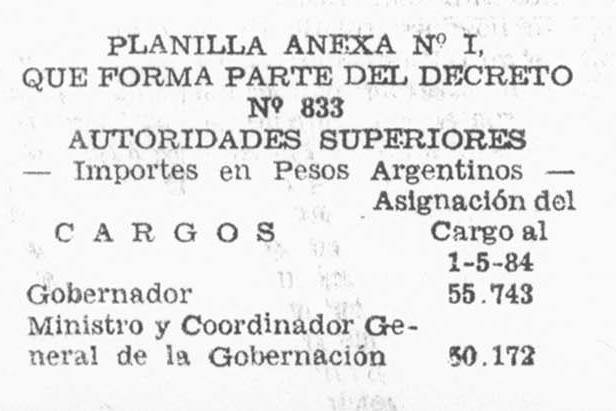 PLANILLA ANEXA Nº I,
QUE FORMA PARTE DEL DECRETO
Nº 833
AUTORIDADES SUPERIORES
— Importes en Pesos Argentinos —
Asignación del
C A R G O S Cargo al
1-5-84
Gobernador 55.743
Ministro y Coordinador Ge-
neral de la Gobernación 50.172